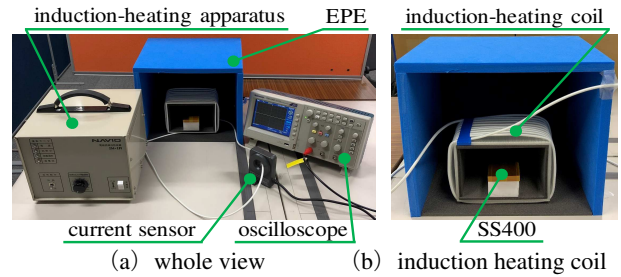 induction-heating apparatus
EPE
induction-heating coil
current sensor
oscilloscope
SS400
(a) whole view
(b) induction heating coil